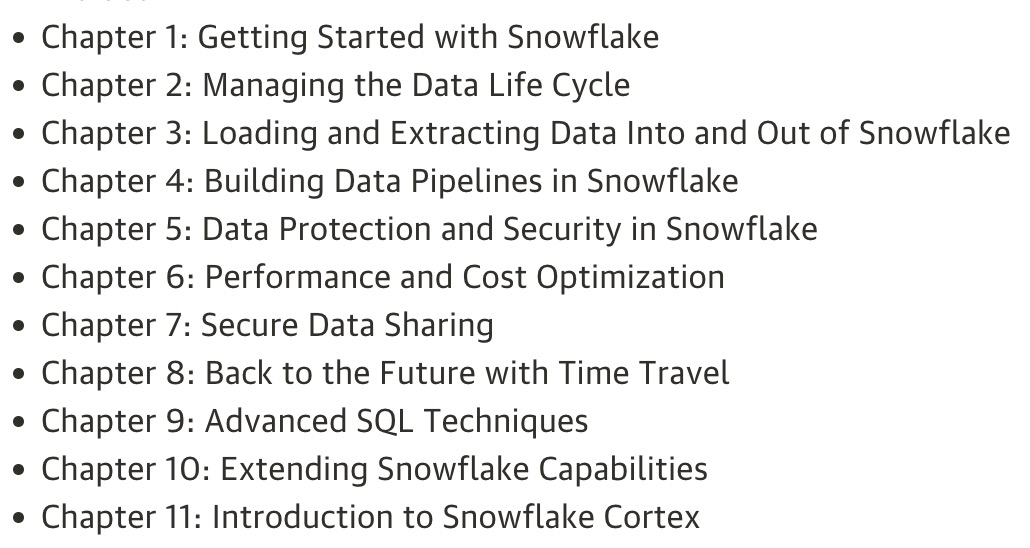 • Chapter 1: Getting Started with Snowflake
• Chapter 2: Managing the Data Life Cycle
• Chapter 3: Loading and Extracting Data Into and Out of Snowflake
• Chapter 4: Building Data Pipelines in Snowflake
• Chapter 5: Data Protection and Security in Snowflake
• Chapter 6: Performance and Cost Optimization
• Chapter 7: Secure Data Sharing
• Chapter 8: Back to the Future with Time Travel
• Chapter 9: Advanced SQL Techniques
• Chapter 10: Extending Snowflake Capabilities
• Chapter 11: Introduction to Snowflake Cortex